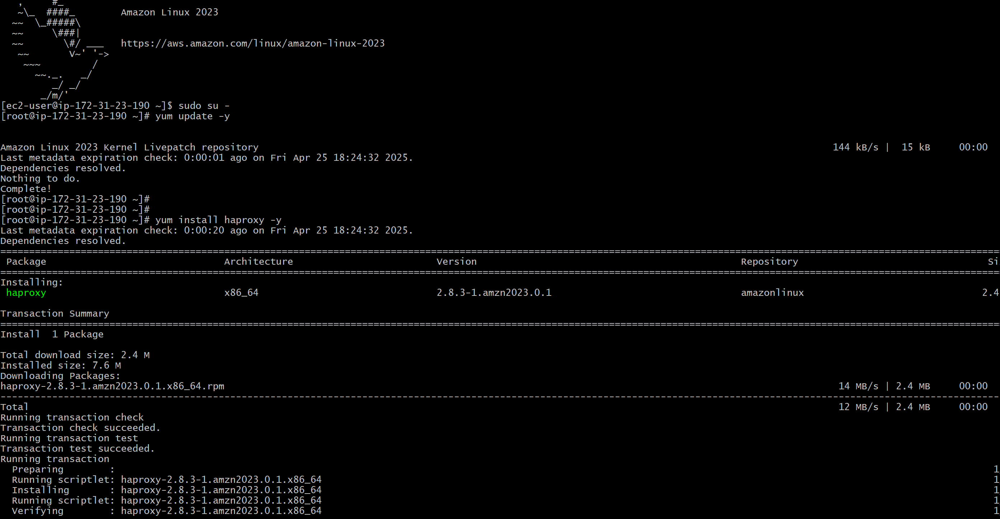 ,     #_
~\_  ####_        Amazon Linux 2023
~~  \_#####\
~~     \###|
~~       \#/ ___   https://aws.amazon.com/linux/amazon-linux-2023
~~       V~' '->
~~~         /
~~._.   _/
_/ _/
_/m/'
[ec2-user@ip-172-31-23-190 ~]$ sudo su -
[root@ip-172-31-23-190 ~]# yum update -y
Amazon Linux 2023 Kernel Livepatch repository 144 kB/s | 15 kB 00:00
Last metadata expiration check: 0:00:01 ago on Fri Apr 25 18:24:32 2025.
Dependencies resolved.
Nothing to do.
Complete!
[root@ip-172-31-23-190 ~]#
[root@ip-172-31-23-190 ~]#
[root@ip-172-31-23-190 ~]# yum install haproxy -y
Last metadata expiration check: 0:00:20 ago on Fri Apr 25 18:24:32 2025.
Dependencies resolved.
Package Architecture Version Repository Si
Installing:
haproxy x86_64 2.8.3-1.amzn2023.0.1 amazonlinux 2.4
Transaction Summary
Install 1 Package
Total download size: 2.4 M
Installed size: 7.6 M
Downloading Packages:
haproxy-2.8.3-1.amzn2023.0.1.x86_64.rpm 14 MB/s | 2.4 MB 00:00
Total 12 MB/s | 2.4 MB 00:00
Running transaction check
Transaction check succeeded.
Running transaction test
Transaction test succeeded.
Running transaction
Preparing : 1
Running scriptlet: haproxy-2.8.3-1.amzn2023.0.1.x86_64 1
Installing : haproxy-2.8.3-1.amzn2023.0.1.x86_64 1
Running scriptlet: haproxy-2.8.3-1.amzn2023.0.1.x86_64 1
Verifying : haproxy-2.8.3-1.amzn2023.0.1.x86_64 1